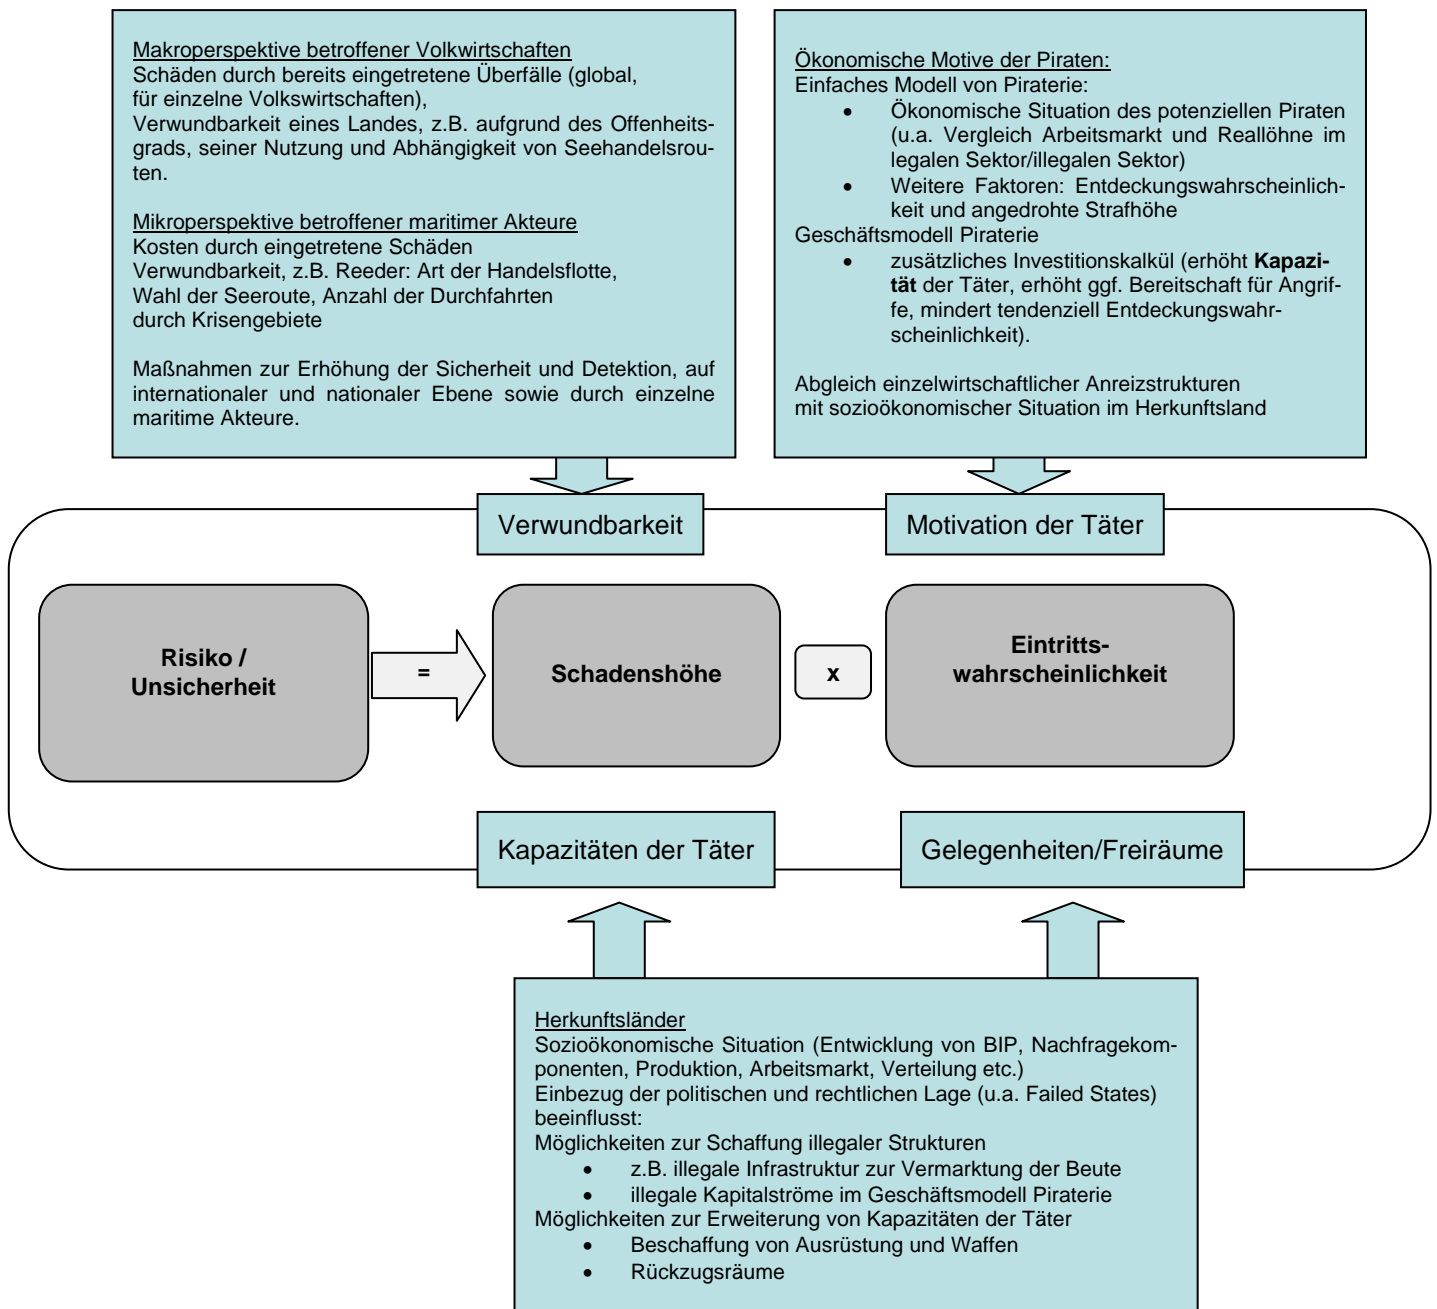 Makroperspektive betroffener Volkwirtschaften
Schäden durch bereits eingetretene Überfälle (global,
für einzelne Volkswirtschaften),
Verwundbarkeit eines Landes, z.B. aufgrund des Offenheits-
grads, seiner Nutzung und Abhängigkeit von Seehandelsrou-
ten.
Mikroperspektive betroffener maritimer Akteure
Kosten durch eingetretene Schäden
Verwundbarkeit, z.B. Reeder: Art der Handelsflotte,
Wahl der Seeroute, Anzahl der Durchfahrten
durch Krisengebiete
Maßnahmen zur Erhöhung der Sicherheit und Detektion, auf
internationaler und nationaler Ebene sowie durch einzelne
maritime Akteure.
Ökonomische Motive der Piraten:
Einfaches Modell von Piraterie:
• Ökonomische Situation des potenziellen Piraten
(u.a. Vergleich Arbeitsmarkt und Reallöhne im
legalen Sektor/illegalen Sektor)
• Weitere Faktoren: Entdeckungswahrscheinlich-
keit und angedrohte Strafhöhe
Geschäftsmodell Piraterie
• zusätzliches Investitionskalkül (erhöht Kapazi-
tät der Täter, erhöht ggf. Bereitschaft für Angrif-
fe, mindert tendenziell Entdeckungswahr-
scheinlichkeit).
Abgleich einzelwirtschaftlicher Anreizstrukturen
mit sozioökonomischer Situation im Herkunftsland
Verwundbarkeit
Motivation der Täter
Risiko /
Unsicherheit
=
Schadenshöhe
x
Eintritts-
wahrscheinlichkeit
Kapazitäten der Täter
Gelegenheiten/Freiräume
Herkunftsländer
Sozioökonomische Situation (Entwicklung von BIP, Nachfragekom-
ponenten, Produktion, Arbeitsmarkt, Verteilung etc.)
Einbezug der politischen und rechtlichen Lage (u.a. Failed States)
beeinflusst:
Möglichkeiten zur Schaffung illegaler Strukturen
• z.B. illegale Infrastruktur zur Vermarktung der Beute
• illegale Kapitalströme im Geschäftsmodell Piraterie
Möglichkeiten zur Erweiterung von Kapazitäten der Täter
• Beschaffung von Ausrüstung und Waffen
• Rückzugsräume